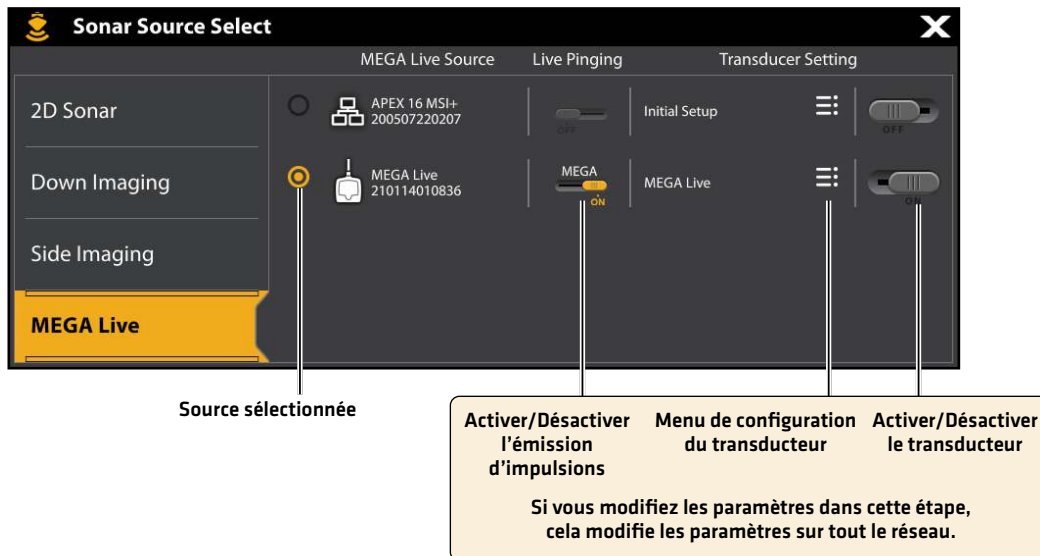 Sonar Source Select
MEGA Live Source Live Pinging Transducer Setting
2D Sonar
APEX 16 MSI+
200507220207
OFF
Initial Setup
OFF
Down Imaging
MEGA Live
210114010836
MEGA
ON
MEGA Live
ON
Side Imaging
MEGA Live
Source sélectionnée
Activer/Désactiver
l’émission
d’impulsions
Menu de configuration
du transducteur
Activer/Désactiver
le transducteur
Si vous modifiez les paramètres dans cette étape,
cela modifie les paramètres sur tout le réseau.